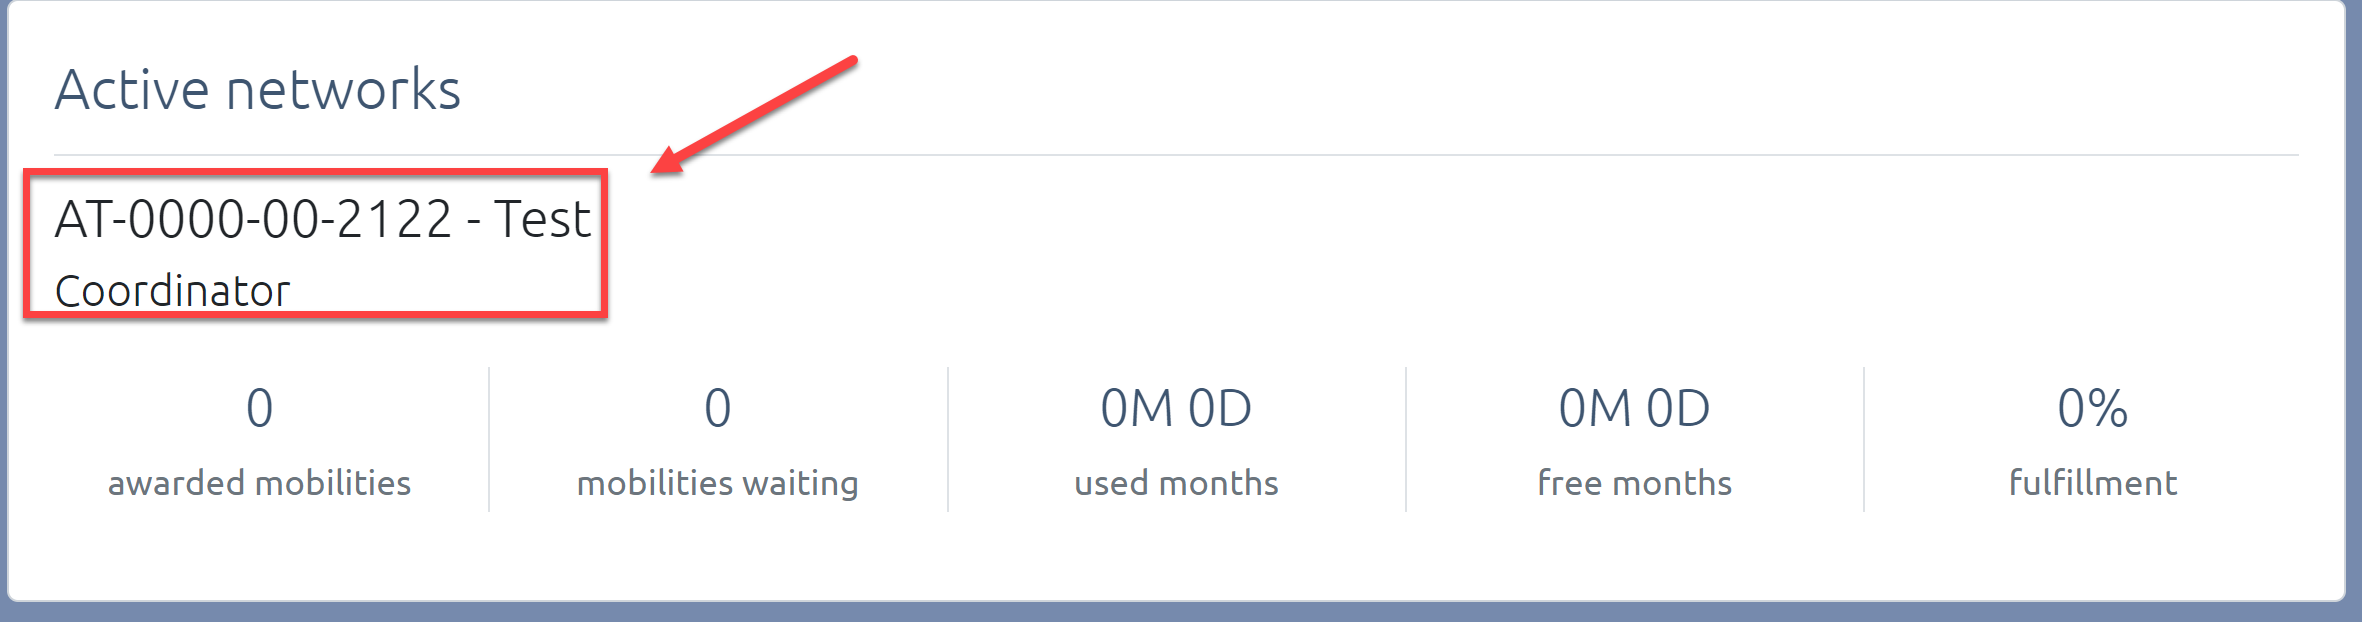 Active networks
AT-0000-00-2122 - Test
Coordinator
0
awarded mobilities
0
mobilities waiting
0M 0D
used months
0M 0D
free months
0%
fulfillment